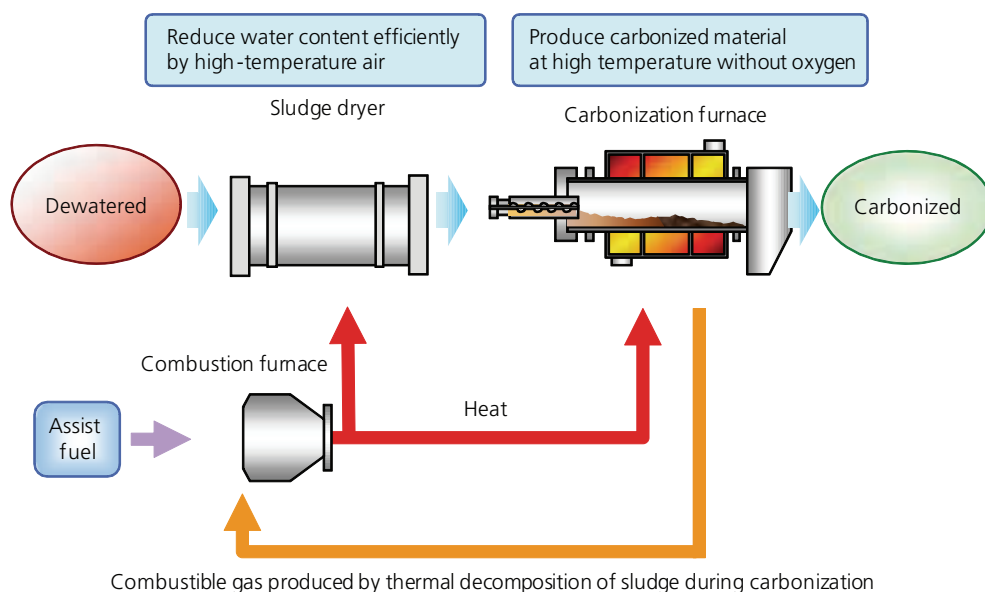 Reduce water content efficiently
by high-temperature air
Produce carbonized material
at high temperature without oxygen
Sludge dryer
Carbonization furnace
Dewatered
Carbonized
Combustion furnace
Assist
fuel
Heat
Combustible gas produced by thermal decomposition of sludge during carbonization